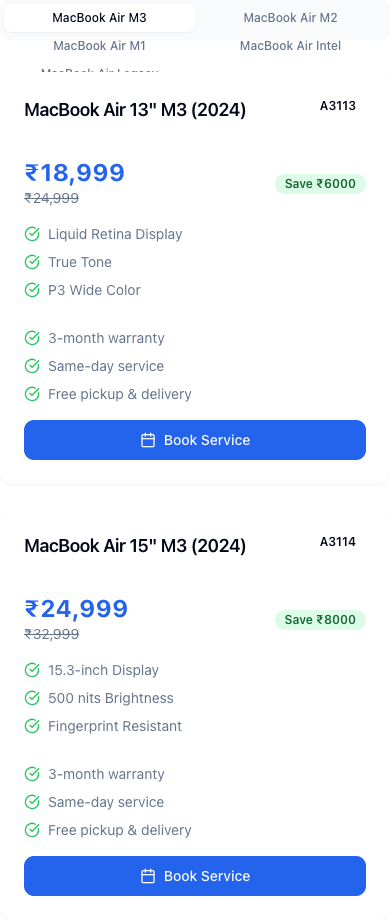 MacBook Air M3
MacBook Air M2
MacBook Air M1
MacBook Air Intel
MacBook Air Legacy
MacBook Air 13" M3 (2024)
A3113
₹18,999
₹24,999
Save ₹6000
Liquid Retina Display
True Tone
P3 Wide Color
3-month warranty
Same-day service
Free pickup & delivery
Book Service
MacBook Air 15" M3 (2024)
A3114
₹24,999
₹32,999
Save ₹8000
15.3-inch Display
500 nits Brightness
Fingerprint Resistant
3-month warranty
Same-day service
Free pickup & delivery
Book Service